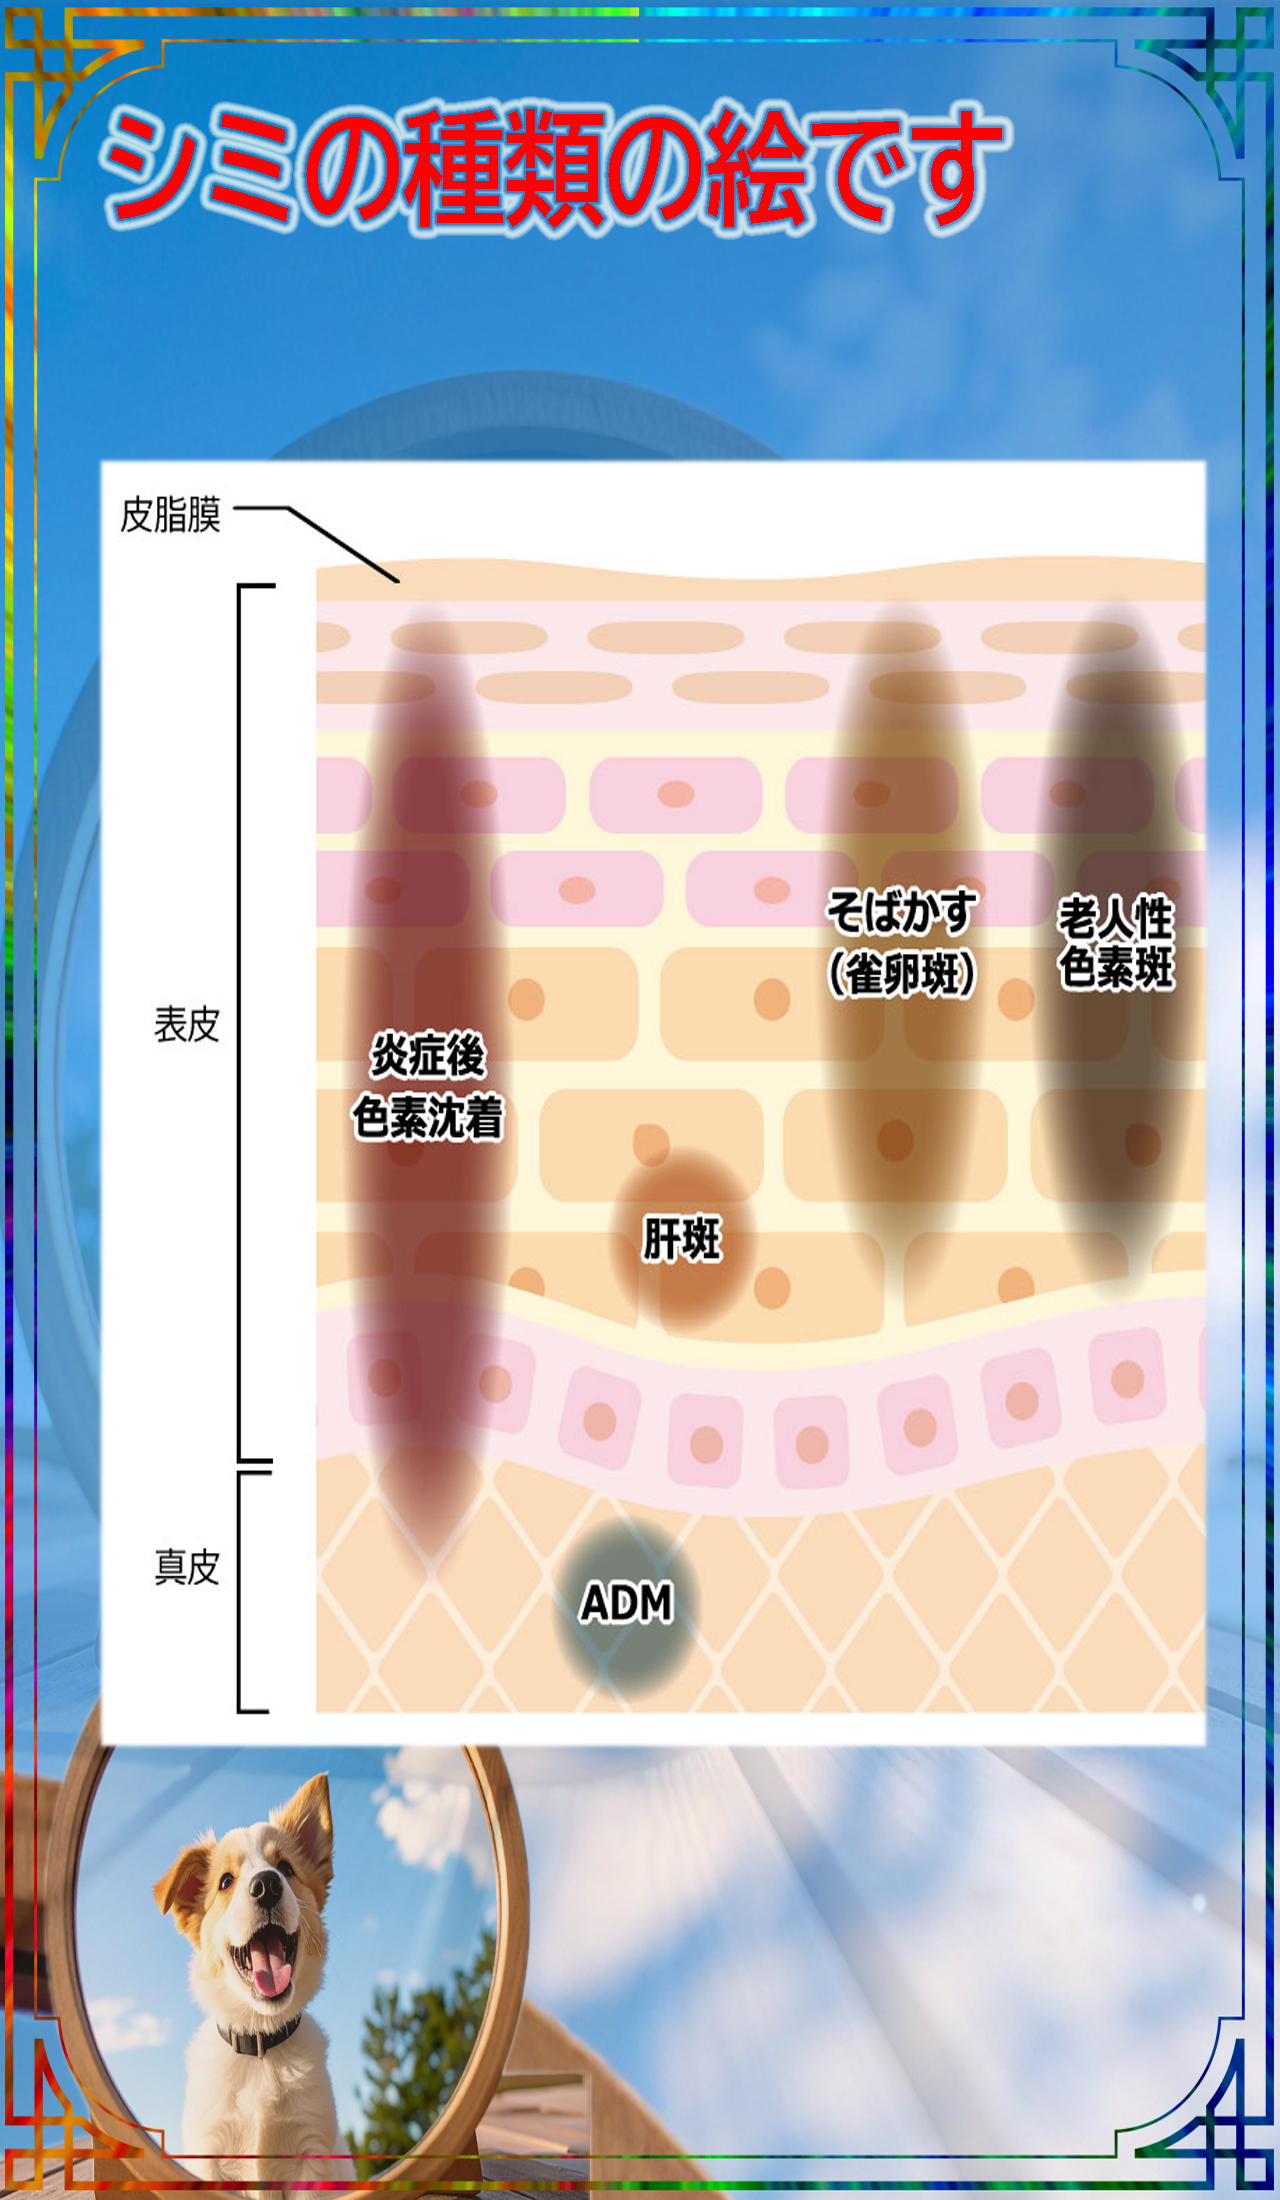 シミの種類の絵です
皮脂膜
表皮
真皮
炎症後
色素沈着
肝斑
そばかす
（雀卵斑）
老人性
色素斑
ADM